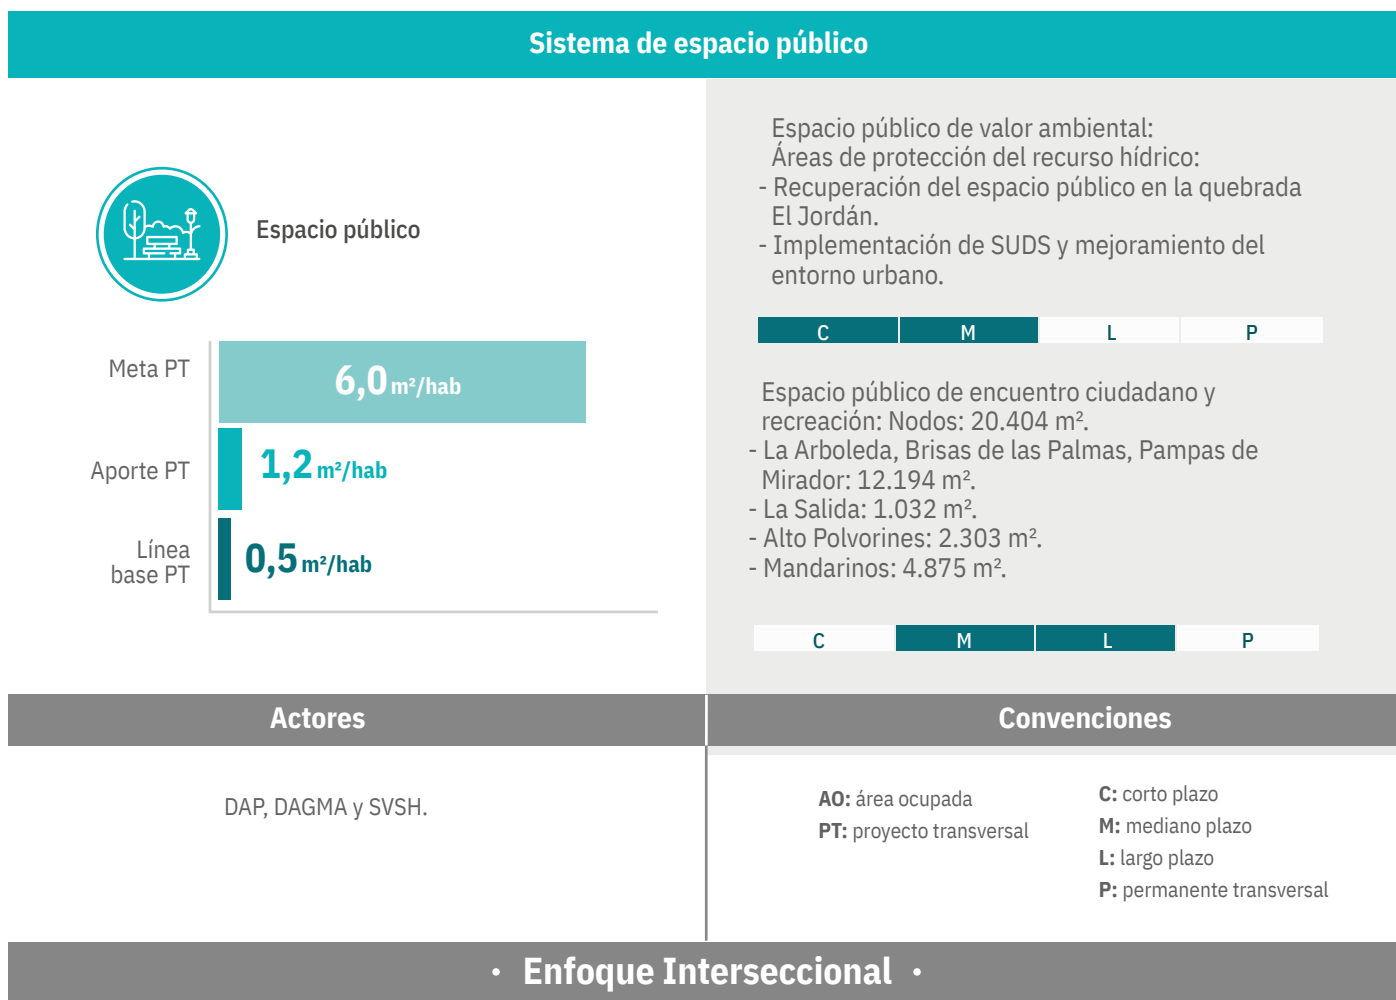 Sistema de espacio público
Espacio público
Meta PT
6,0 m²/hab
Aporte PT
1,2 m²/hab
Línea
base PT
0,5 m²/hab
Espacio público de valor ambiental:
Áreas de protección del recurso hídrico:
- Recuperación del espacio público en la quebrada
El Jordán.
- Implementación de SUDS y mejoramiento del
entorno urbano.
C M L P
Espacio público de encuentro ciudadano y
recreación: Nodos: 20.404 m².
- La Arboleda, Brisas de las Palmas, Pampas de
Mirador: 12.194 m².
- La Salida: 1.032 m².
- Alto Polvorines: 2.303 m².
- Mandarinos: 4.875 m².
C M L P
Actores
DAP, DAGMA y SVSH.
Convenciones
AO: área ocupada
PT: proyecto transversal
C: corto plazo
M: mediano plazo
L: largo plazo
P: permanente transversal
· Enfoque Interseccional ·